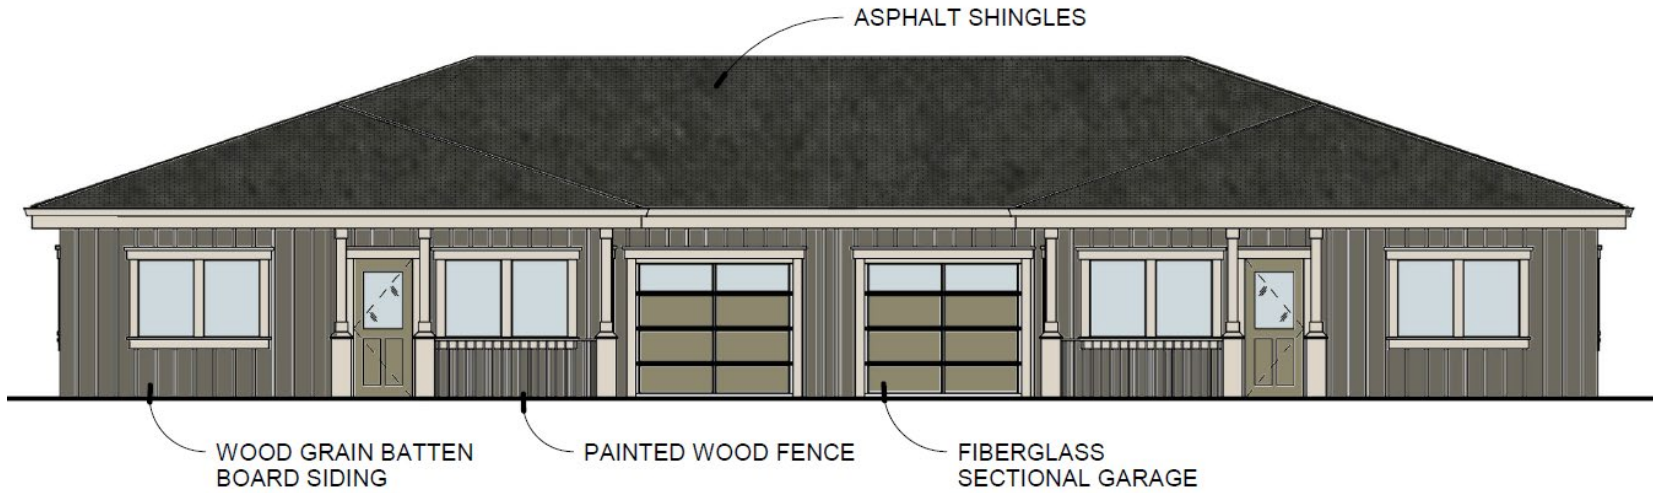 ASPHALT SHINGLES
WOOD GRAIN BATTEN
BOARD SIDING
PAINTED WOOD FENCE
FIBERGLASS
SECTIONAL GARAGE